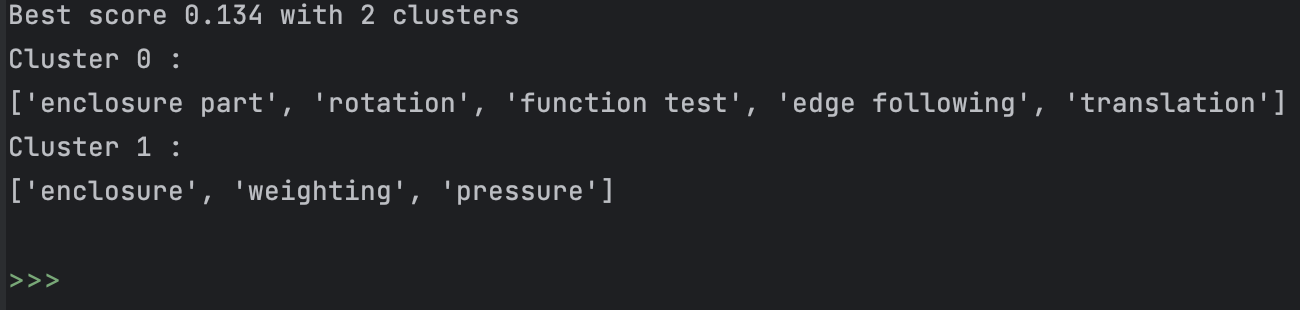 Best score 0.134 with 2 clusters
Cluster 0 :
['enclosure part', 'rotation', 'function test', 'edge following', 'translation']
Cluster 1 :
['enclosure', 'weighting', 'pressure']
>>>